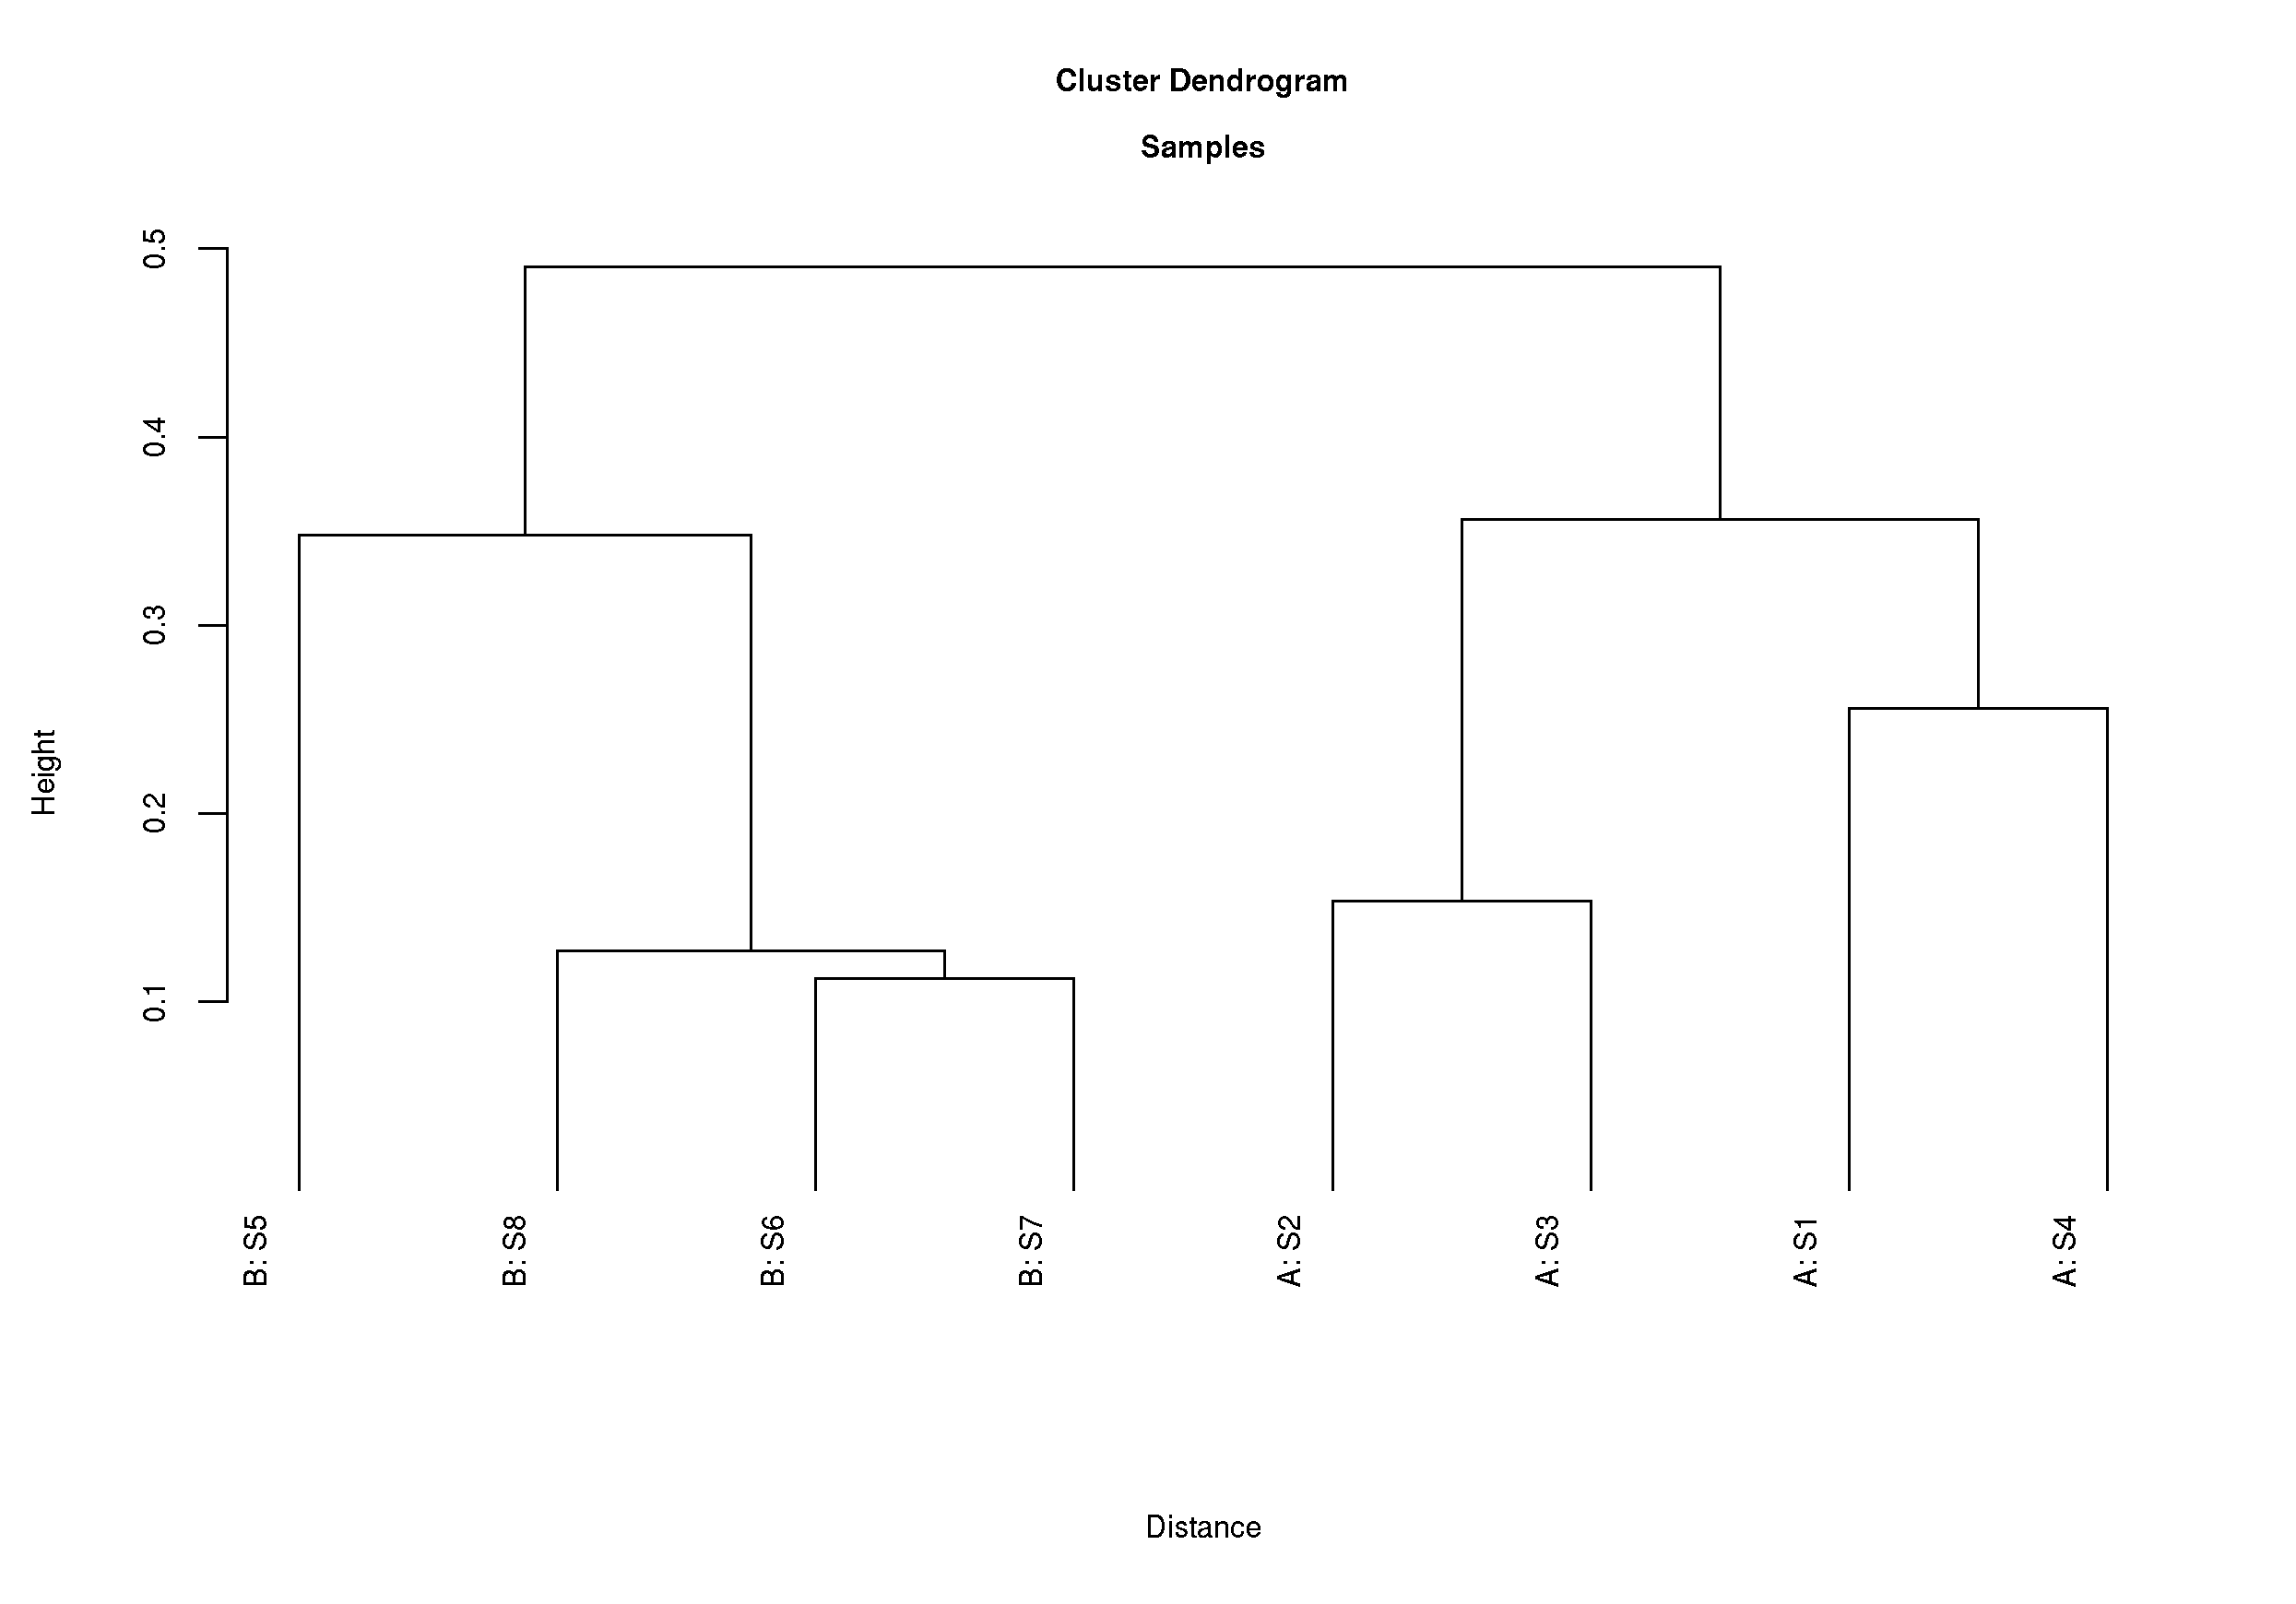 Cluster Dendrogram
Samples
0.5
0.4
0.3
0.2
0.1
Height
B: S5
B: S8
B: S6
B: S7
A: S2
A: S3
A: S1
A: S4
Distance